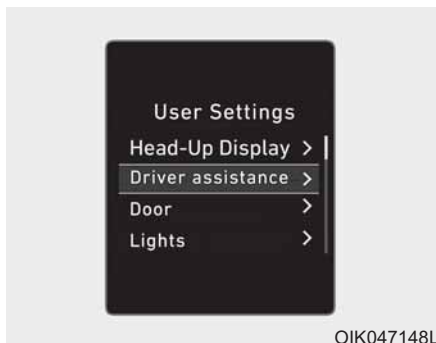 User Settings
Head-Up Display >
Driver assistance >
Door >
Lights >
OIK047148L